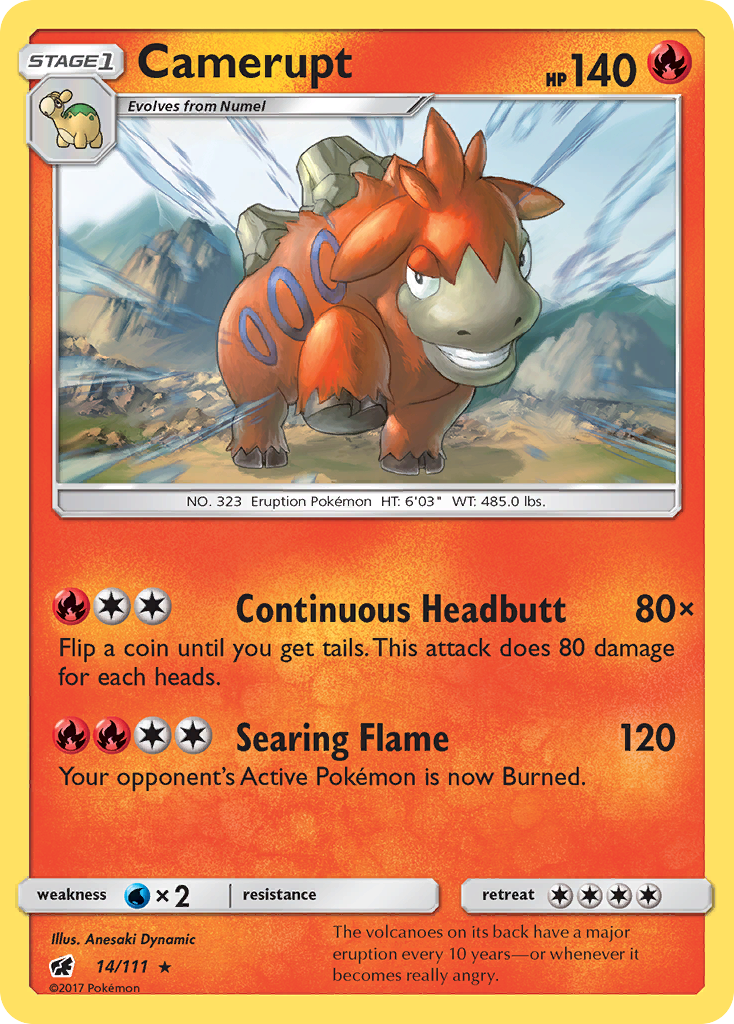 STAGE1
Camerupt
HP 140
Evolves from Numel
NO. 323 Eruption Pokémon HT: 6'03" WT: 485.0 lbs.
Continuous Headbutt 80×
Flip a coin until you get tails. This attack does 80 damage
for each heads.
Searing Flame 120
Your opponent's Active Pokémon is now Burned.
weakness ×2 resistance retreat
Illus. Anesaki Dynamic
14/111 ★
©2017 Pokémon
The volcanoes on its back have a major
eruption every 10 years—or whenever it
becomes really angry.